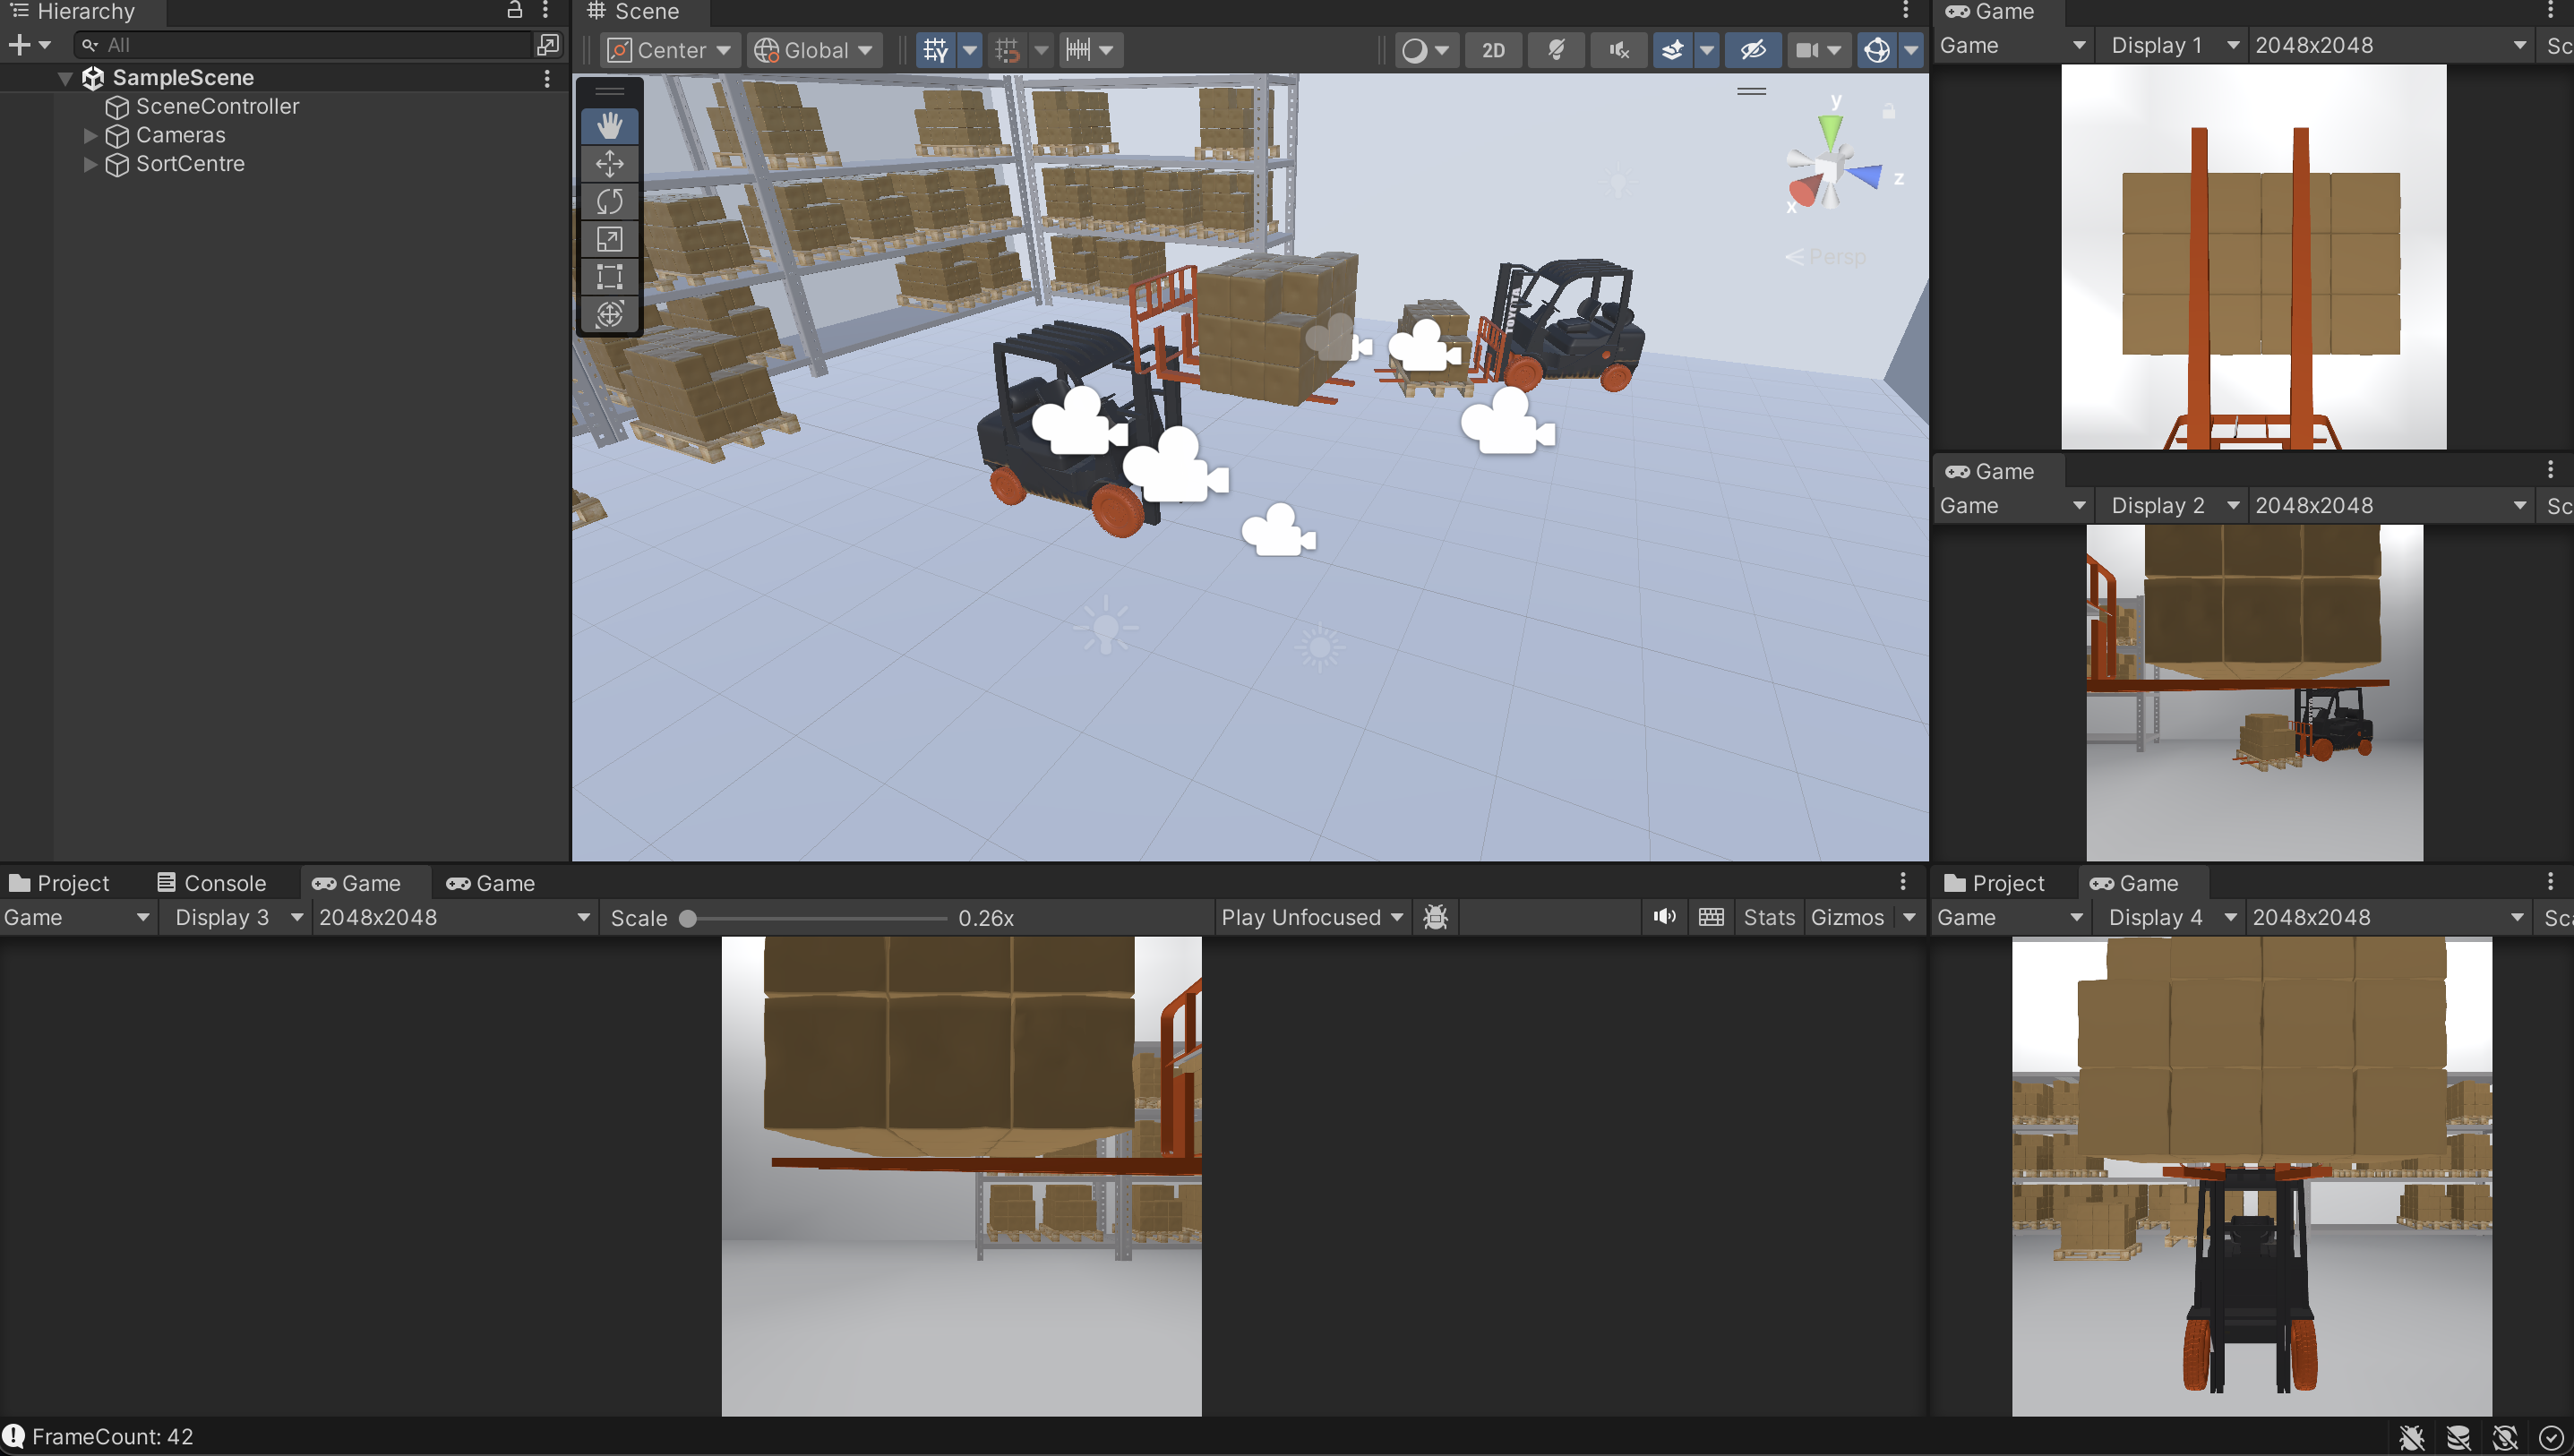 Hierarchy
All
SampleScene
SceneController
Cameras
SortCentre
Scene
Center
Global
2D
y
z
x
Persp
Game
Game
Display 1
2048x2048
Sc
Game
Game
Display 2
2048x2048
Sc
Project
Console
Game
Game
Game
Display 3
2048x2048
Scale
0.26x
Play Unfocused
Stats
Gizmos
Project
Game
Game
Display 4
2048x2048
Sca
FrameCount: 42